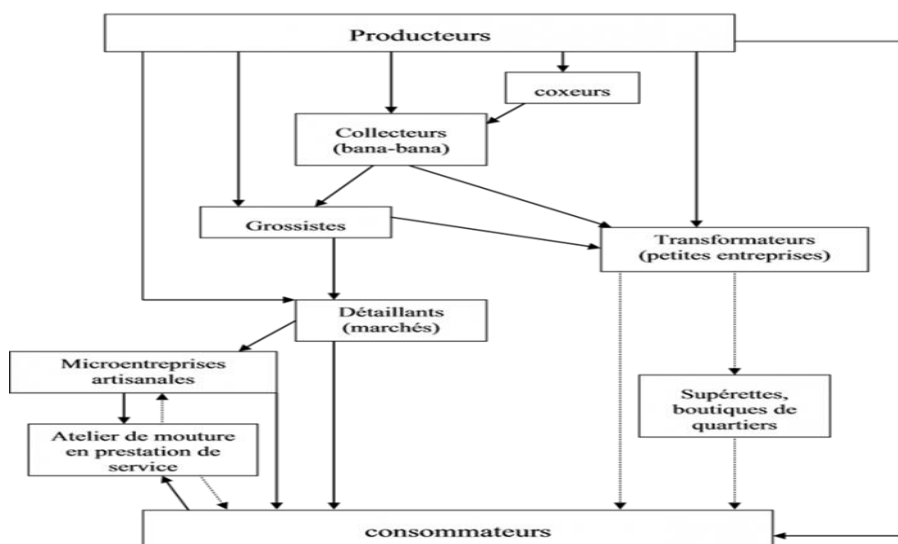 Producteurs
coxeurs
Collecteurs
(bana-bana)
Grossistes
Transformateurs
(petites entreprises)
Détaillants
(marchés)
Microentreprises
artisanales
Supérettes,
boutiques de
quartiers
Atelier de mouture
en prestation de
service
consommateurs